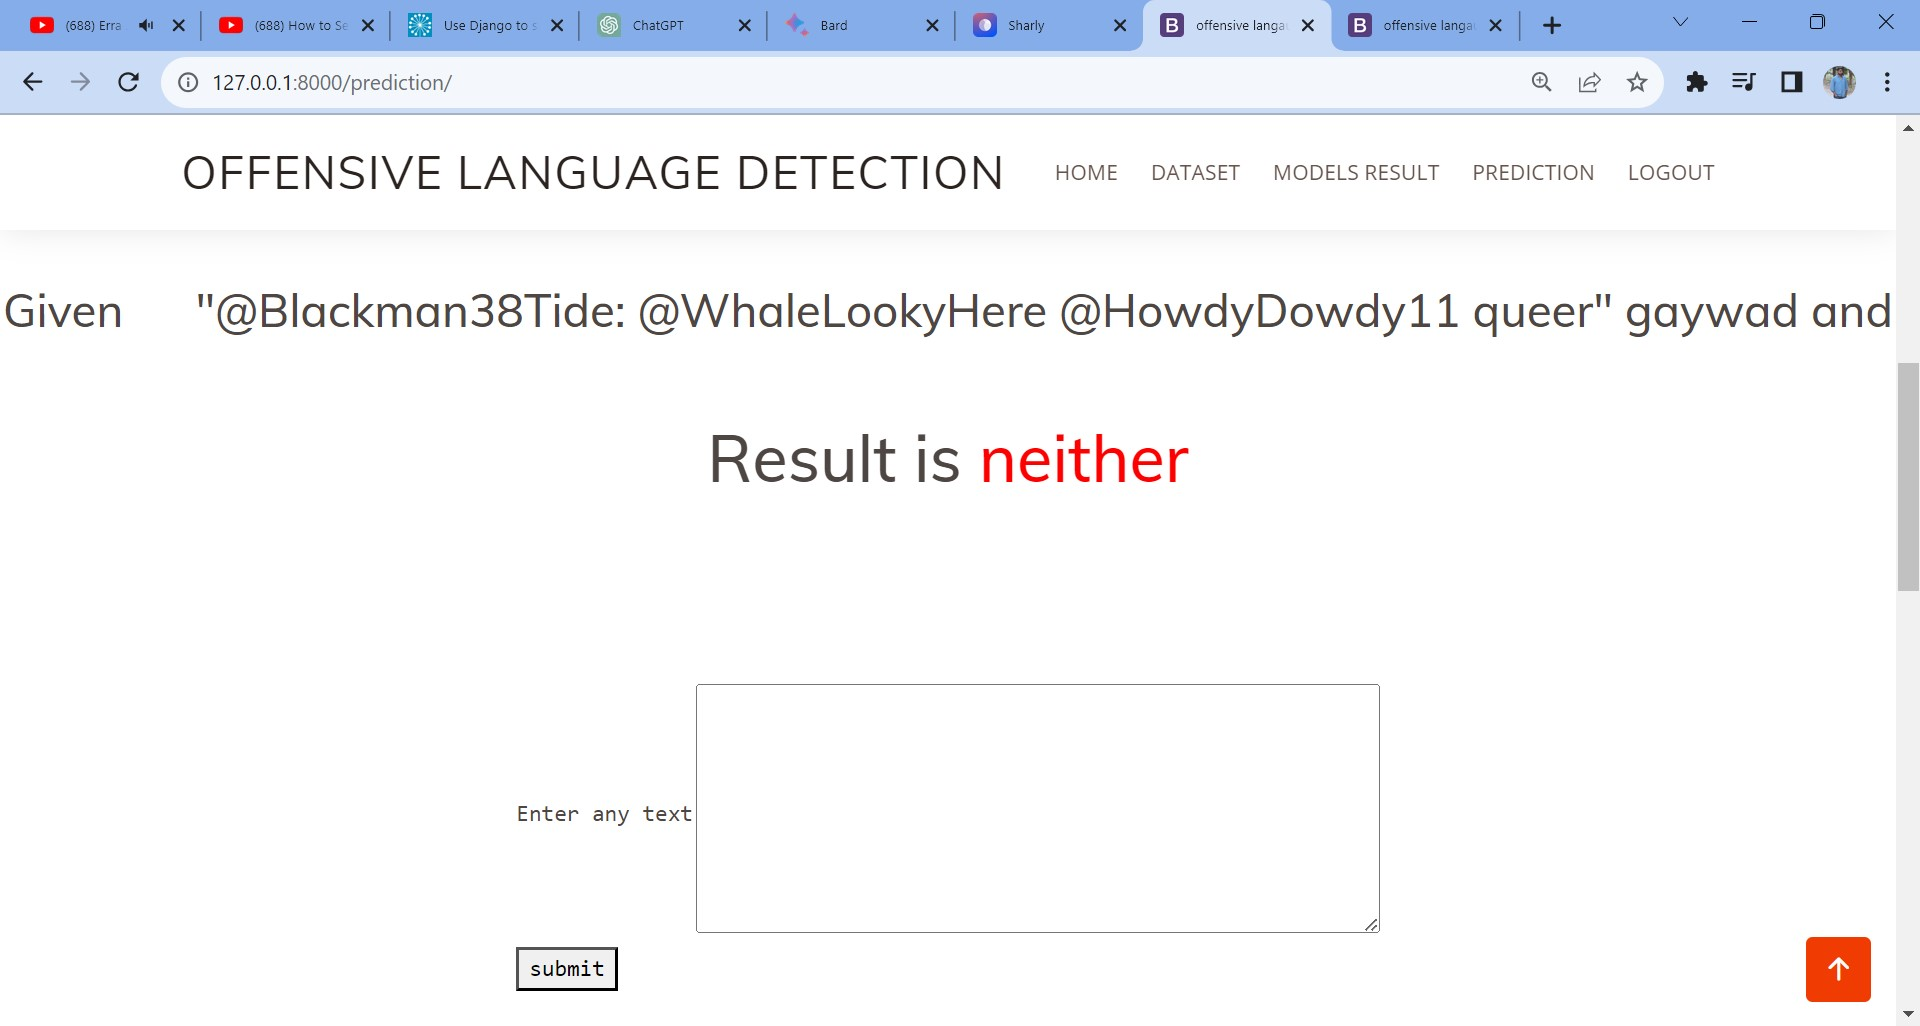 (688) Erra
(688) How to Se
Use Django to s
ChatGPT
Bard
Sharly
offensive langa
offensive langa
127.0.0.1:8000/prediction/
OFFENSIVE LANGUAGE DETECTION
HOME
DATASET
MODELS RESULT
PREDICTION
LOGOUT
Given "@Blackman38Tide: @WhaleLookyHere @HowdyDowdy11 queer" gaywad and
Result is neither
Enter any text
submit